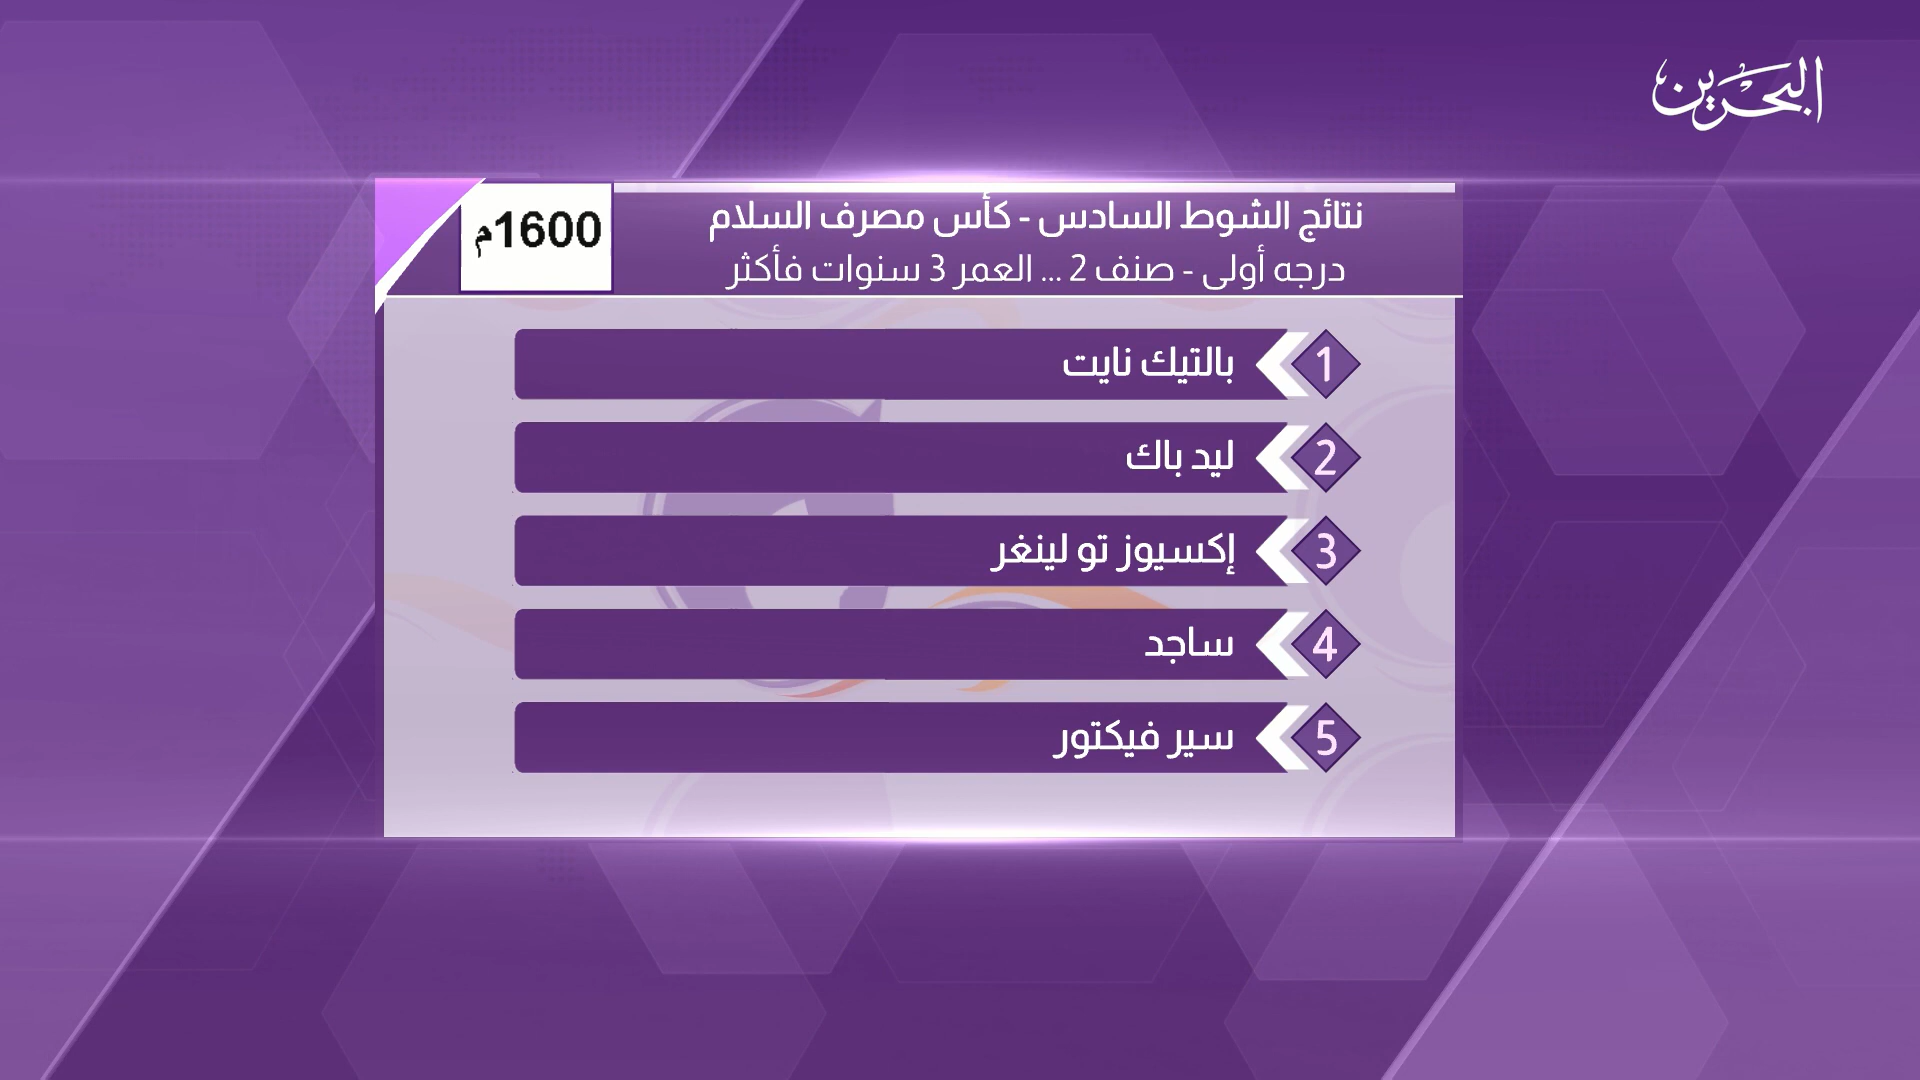 البحرين
نتائج الشوط السادس - كأس مصرف السلام
درجه أولى - صنف 2 ... العمر 3 سنوات فأكثر
1600م
1 بالتيك نايت
2 ليد باك
3 إكسيوز تو لينغر
4 ساجد
5 سير فيكتور